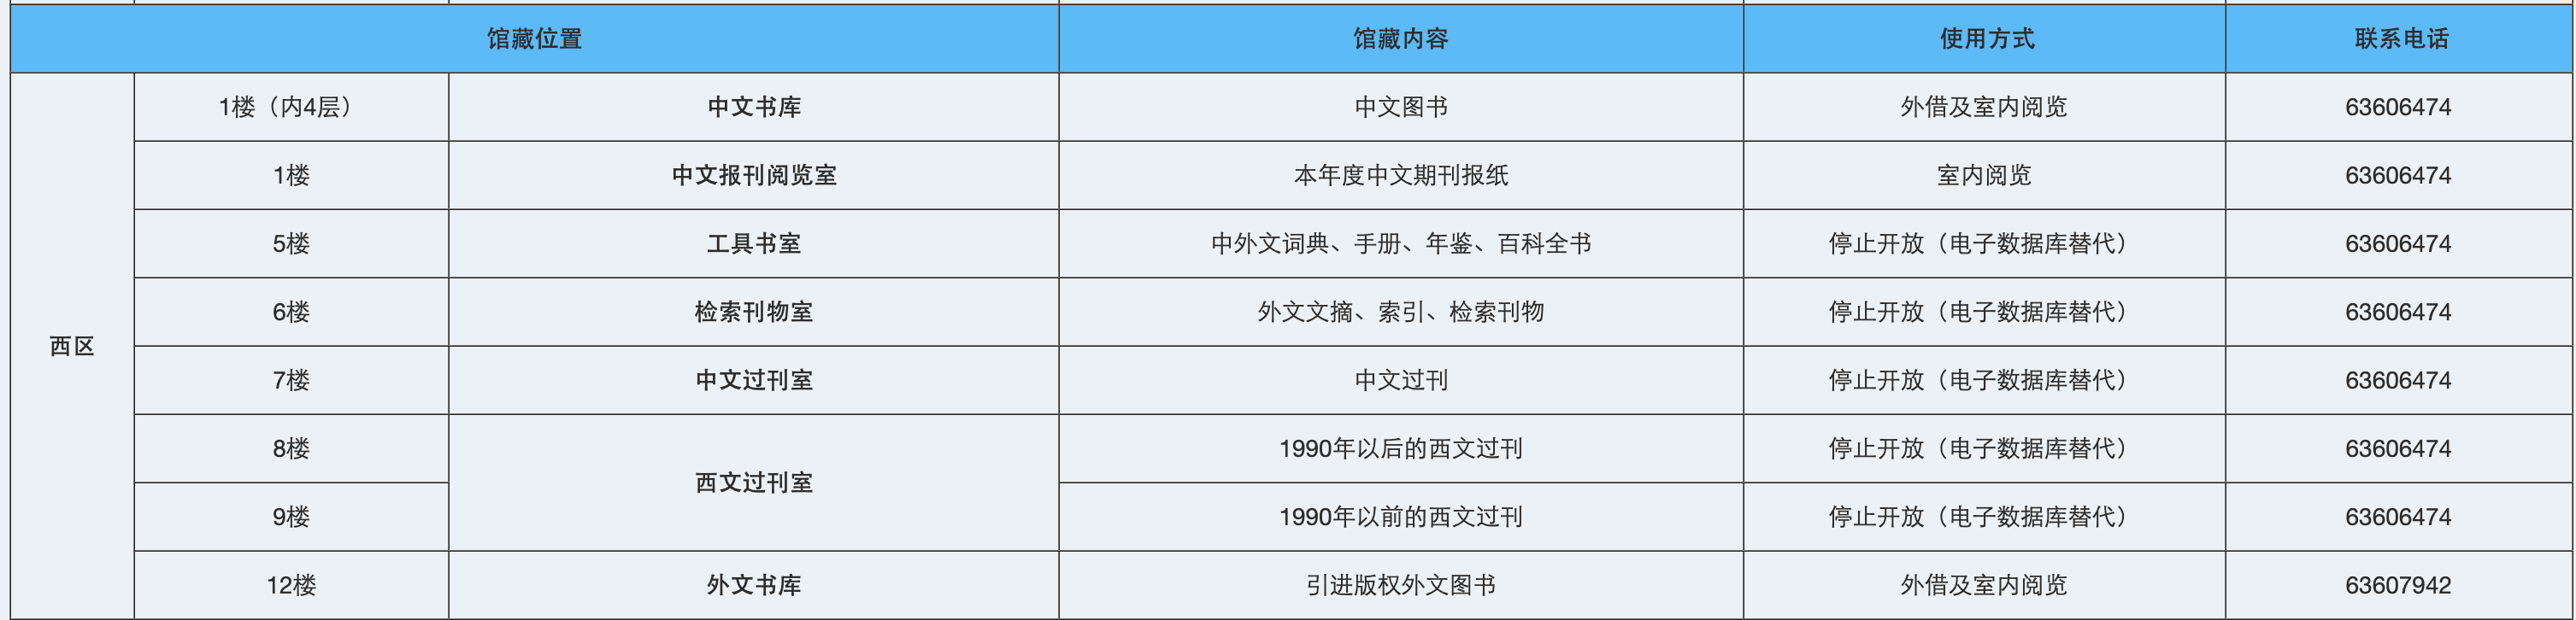 馆藏位置 馆藏内容 使用方式 联系电话
西区
1楼（内4层） 中文书库 中文图书 外借及室内阅览 63606474
1楼 中文报刊阅览室 本年度中文期刊报纸 室内阅览 63606474
5楼 工具书室 中外文词典、手册、年鉴、百科全书 停止开放（电子数据库替代） 63606474
6楼 检索刊物室 外文文摘、索引、检索刊物 停止开放（电子数据库替代） 63606474
7楼 中文过刊室 中文过刊 停止开放（电子数据库替代） 63606474
西文过刊室
8楼 1990年以后的西文过刊 停止开放（电子数据库替代） 63606474
9楼 1990年以前的西文过刊 停止开放（电子数据库替代） 63606474
12楼 外文书库 引进版权外文图书 外借及室内阅览 63607942